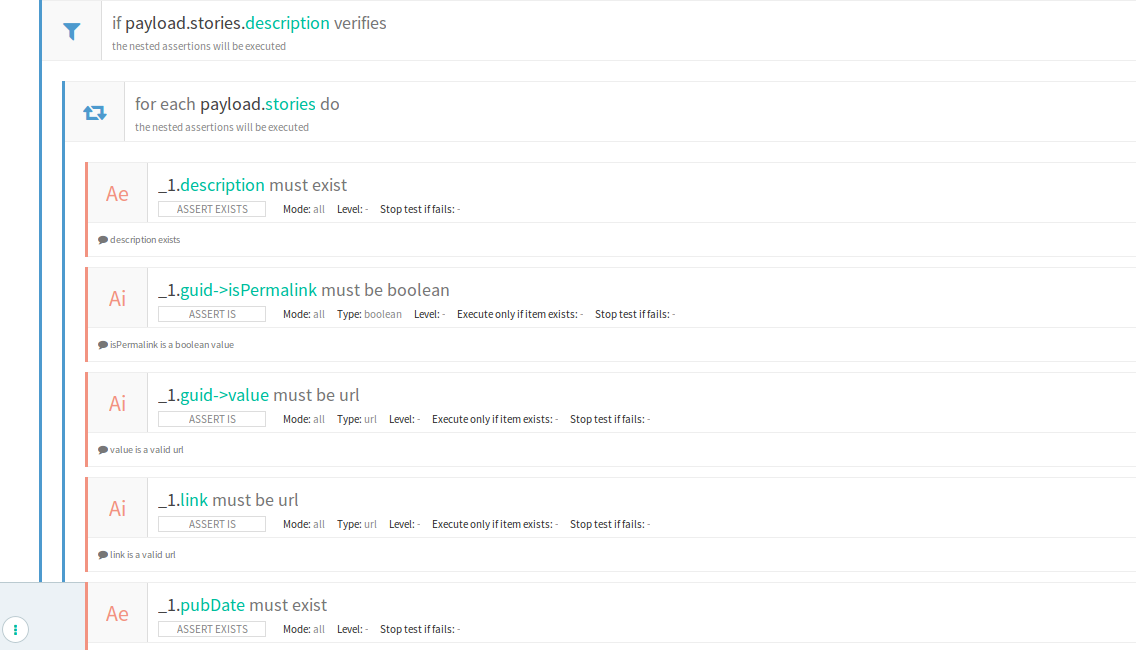 if payload.stories.description verifies
the nested assertions will be executed
for each payload.stories do
the nested assertions will be executed
Ae
_1.description must exist
ASSERT EXISTS Mode: all Level: - Stop test if fails: -
description exists
Ai
_1.guid->isPermalink must be boolean
ASSERT IS Mode: all Type: boolean Level: - Execute only if item exists: - Stop test if fails: -
isPermalink is a boolean value
Ai
_1.guid->value must be url
ASSERT IS Mode: all Type: url Level: - Execute only if item exists: - Stop test if fails: -
value is a valid url
Ai
_1.link must be url
ASSERT IS Mode: all Type: url Level: - Execute only if item exists: - Stop test if fails: -
link is a valid url
Ae
_1.pubDate must exist
ASSERT EXISTS Mode: all Level: - Stop test if fails: -